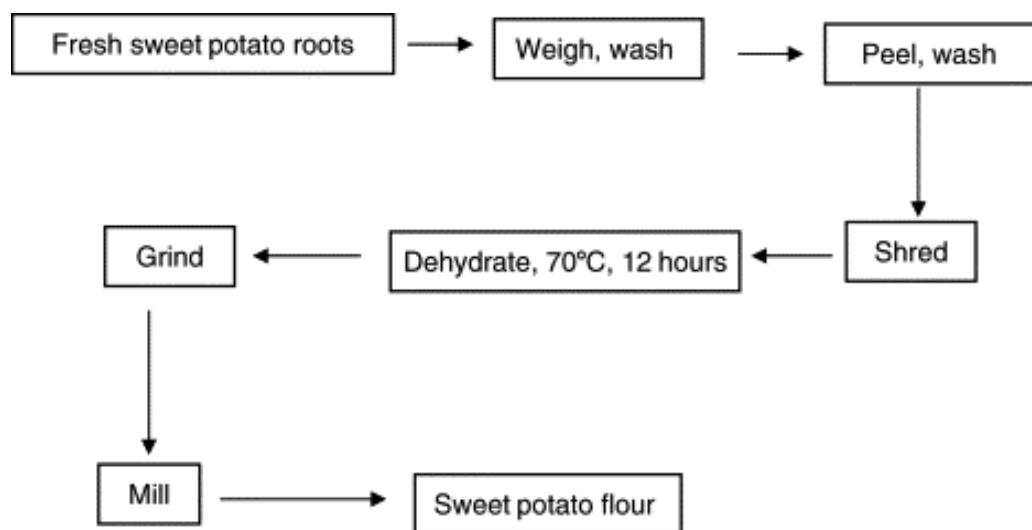 Fresh sweet potato roots
Weigh, wash
Peel, wash
Shred
Dehydrate, 70°C, 12 hours
Grind
Mill
Sweet potato flour